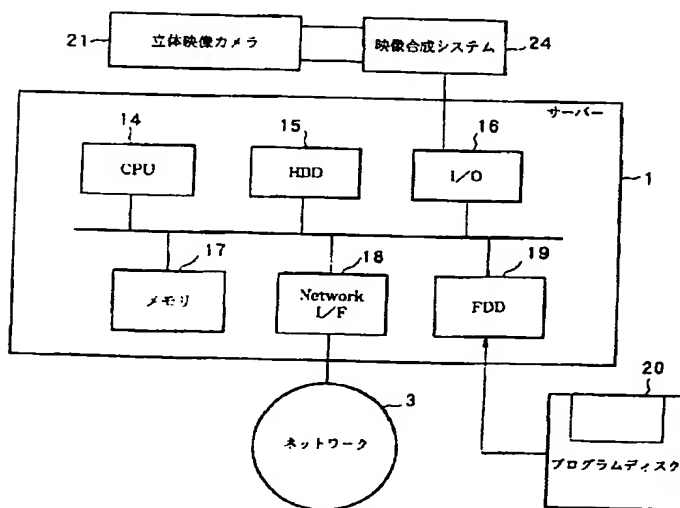 21
立体映像カメラ
映像合成システム
24
サーバー
14
CPU
15
HDD
16
I/O
1
17
メモリ
18
Network
I/F
19
FDD
3
ネットワーク
20
プログラムディスク